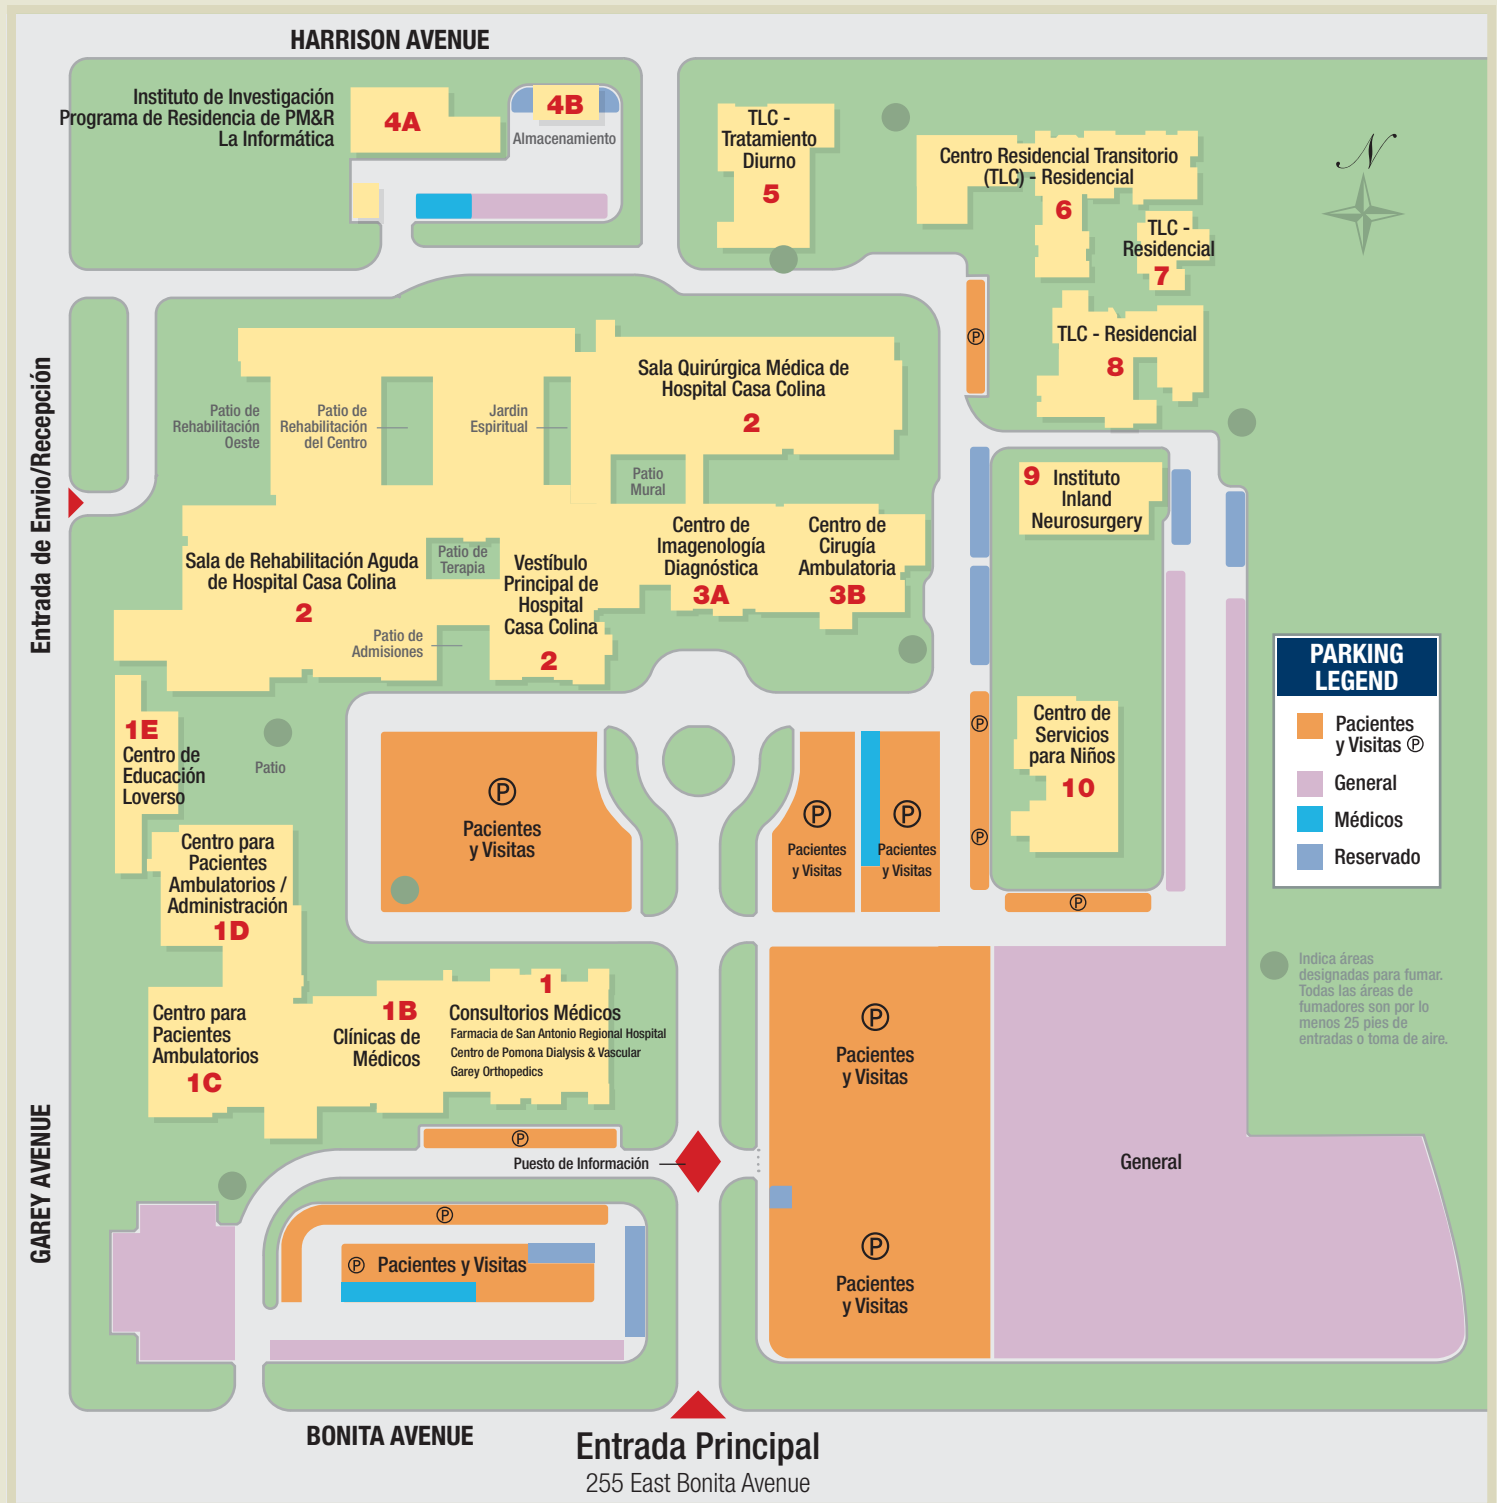 HARRISON AVENUE
Instituto de Investigación
Programa de Residencia de PM&R
La Informática
4A
4B
Almacenamiento
TLC -
Tratamiento
Diurno
5
Centro Residencial Transitorio
(TLC) - Residencial
6
TLC -
Residencial
7
TLC - Residencial
8
N
Entrada de Envio/Recepción
Patio de
Rehabilitación
Oeste
Patio de
Rehabilitación
del Centro
Jardin
Espiritual
Sala Quirúrgica Médica de
Hospital Casa Colina
2
Patio
Mural
P
9 Instituto
Inland
Neurosurgery
Sala de Rehabilitación Aguda
de Hospital Casa Colina
2
Patio de
Terapia
Vestíbulo
Principal de
Hospital
Casa Colina
2
Patio de
Admisiones
Centro de
Imagenología
Diagnóstica
3A
Centro de
Cirugía
Ambulatoria
3B
PARKING
LEGEND
Pacientes
y Visitas P
General
Médicos
Reservado
1E
Centro de
Educación
Loverso
Patio
P
Pacientes
y Visitas
P
Pacientes
y Visitas
P
Pacientes
y Visitas
P
P
Centro de
Servicios
para Niños
10
P
Centro para
Pacientes
Ambulatorios /
Administración
1D
Centro para
Pacientes
Ambulatorios
1C
1B
Clínicas de
Médicos
1
Consultorios Médicos
Farmacia de San Antonio Regional Hospital
Centro de Pomona Dialysis & Vascular
Garey Orthopedics
Indica áreas
designadas para fumar.
Todas las áreas de
fumadores son por lo
menos 25 pies de
entradas o toma de aire.
P
Pacientes
y Visitas
General
P
Puesto de Información
GAREY AVENUE
P
P Pacientes y Visitas
P
Pacientes
y Visitas
BONITA AVENUE
Entrada Principal
255 East Bonita Avenue